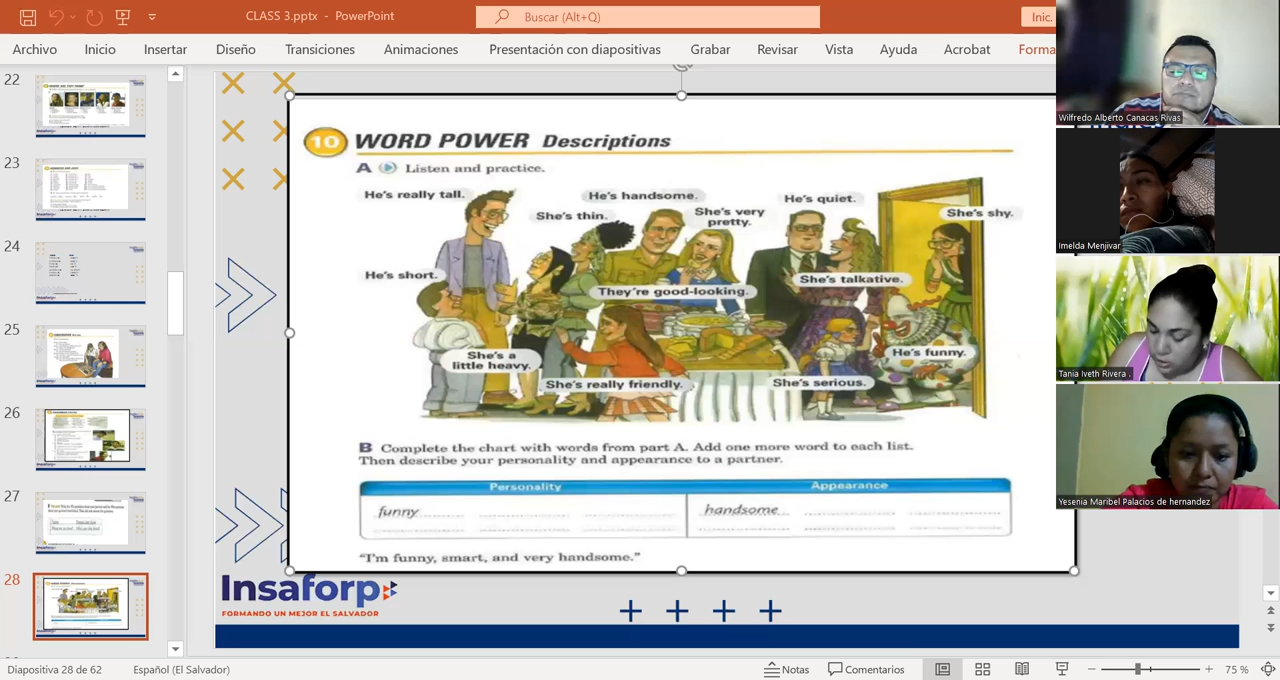 CLASS 3.pptx - PowerPoint
Buscar (Alt+Q)
Inic.
Archivo Inicio Insertar Diseño Transiciones Animaciones Presentación con diapositivas Grabar Revisar Vista Ayuda Acrobat Forma
22
23
24
25
26
27
28
10 WORD POWER Descriptions
A Listen and practice.
He's really tall.
He's handsome.
He's quiet.
She's thin.
She's very
pretty.
She's shy.
He's short.
She's talkative.
They're good-looking.
She's a
little heavy.
He's funny.
She's really friendly.
She's serious.
B Complete the chart with words from part A. Add one more word to each list.
Then describe your personality and appearance to a partner.
Personality Appearance
funny handsome
"I'm funny, smart, and very handsome."
Insaforp
FORMANDO UN MEJOR EL SALVADOR
Wilfredo Alberto Canacas Rivas
Imelda Menjivar
Tania Iveth Rivera .
Yesenia Maribel Palacios de hernandez
Diapositiva 28 de 62 Español (El Salvador) Notas Comentarios 75 %